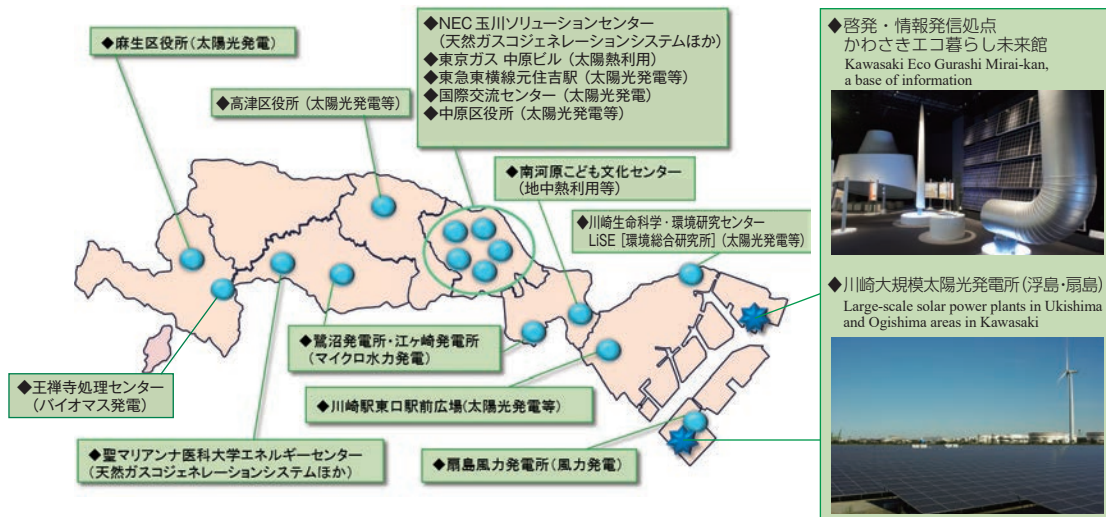 ◆麻生区役所(太陽光発電)
◆高津区役所(太陽光発電等)
◆NEC 玉川ソリューションセンター
(天然ガスコジェネレーションシステムほか)
◆東京ガス 中原ビル(太陽熱利用)
◆東急東横線元住吉駅(太陽光発電等)
◆国際交流センター(太陽光発電)
◆中原区役所(太陽光発電等)
◆南河原こども文化センター
(地中熱利用等)
◆川崎生命科学・環境研究センター
LiSE [環境総合研究所] (太陽光発電等)
◆鷺沼発電所・江ヶ崎発電所
(マイクロ水力発電)
◆王禅寺処理センター
(バイオマス発電)
◆川崎駅東口駅前広場(太陽光発電等)
◆聖マリアンナ医科大学エネルギーセンター
(天然ガスコジェネレーションシステムほか)
◆扇島風力発電所(風力発電)
◆啓発・情報発信処点
かわさきエコ暮らし未来館
Kawasaki Eco Gurashi Mirai-kan,
a base of information
◆川崎大規模太陽光発電所(浮島・扇島)
Large-scale solar power plants in Ukishima
and Ogishima areas in Kawasaki